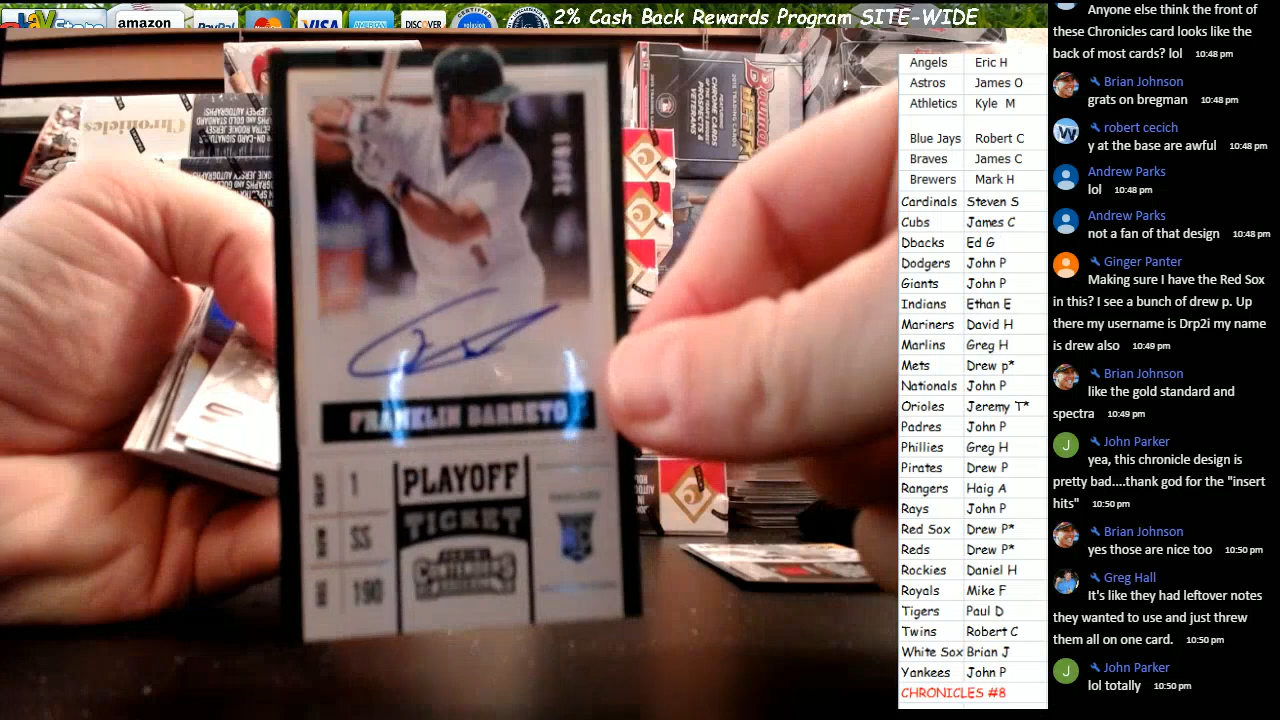 2% Cash Back Rewards Program SITE-WIDE
amazon
PayPal
MasterCard
VISA
AMERICAN
DISCOVER
Angels Eric H
Astros James O
Athletics Kyle M
Blue Jays Robert C
Braves James C
Brewers Mark H
Cardinals Steven S
Cubs James C
Dbacks Ed G
Dodgers John P
Giants John P
Indians Ethan E
Mariners David H
Marlins Greg H
Mets Drew p*
Nationals John P
Orioles Jeremy T*
Padres John P
Phillies Greg H
Pirates Drew P
Rangers Haig A
Rays John P
Red Sox Drew P*
Reds Drew P*
Rockies Daniel H
Royals Mike F
Tigers Paul D
Twins Robert C
White Sox Brian J
Yankees John P
CHRONICLES #8
Anyone else think the front of
these Chronicles card looks like the
back of most cards? lol 10:48 pm
Brian Johnson
grats on bregman 10:48 pm
robert cecich
y at the base are awful 10:48 pm
Andrew Parks
lol 10:48 pm
Andrew Parks
not a fan of that design 10:48 pm
Ginger Panter
Making sure I have the Red Sox
in this? I see a bunch of drew p. Up
there my username is Drp2i my name
is drew also 10:49 pm
Brian Johnson
like the gold standard and
spectra 10:49 pm
John Parker
yea, this chronicle design is
pretty bad....thank god for the "insert
hits" 10:50 pm
Brian Johnson
yes those are nice too 10:50 pm
Greg Hall
It's like they had leftover notes
they wanted to use and just threw
them all on one card. 10:50 pm
John Parker
lol totally 10:50 pm
FRANKLIN BARRETO
PLAYOFF
TICKET
CONTENDERS
1
SS
190
Chronicles
Bowman
CHROME CARDS
PROSPECTS &
VETERANS